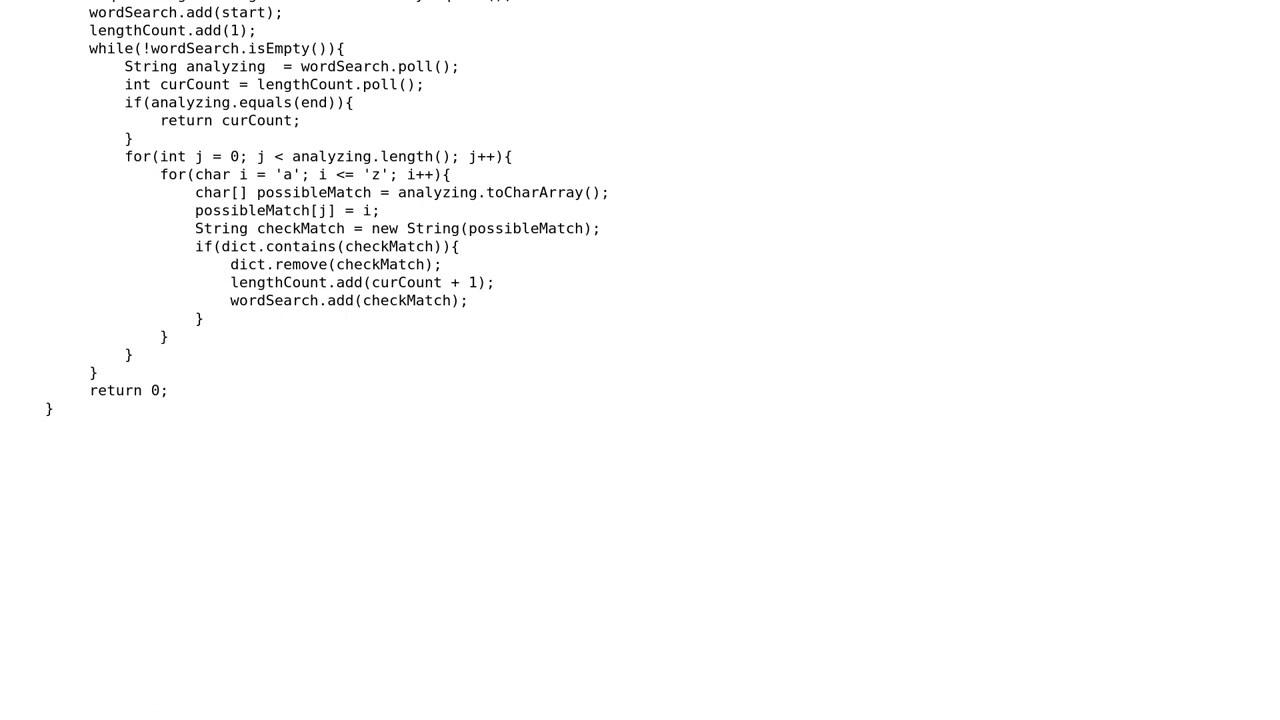 wordSearch.add(start);
lengthCount.add(1);
while(!wordSearch.isEmpty()){
String analyzing  = wordSearch.poll();
int curCount = lengthCount.poll();
if(analyzing.equals(end)){
return curCount;
}
for(int j = 0; j < analyzing.length(); j++){
for(char i = 'a'; i <= 'z'; i++){
char[] possibleMatch = analyzing.toCharArray();
possibleMatch[j] = i;
String checkMatch = new String(possibleMatch);
if(dict.contains(checkMatch)){
dict.remove(checkMatch);
lengthCount.add(curCount + 1);
wordSearch.add(checkMatch);
}
}
}
}
return 0;
}